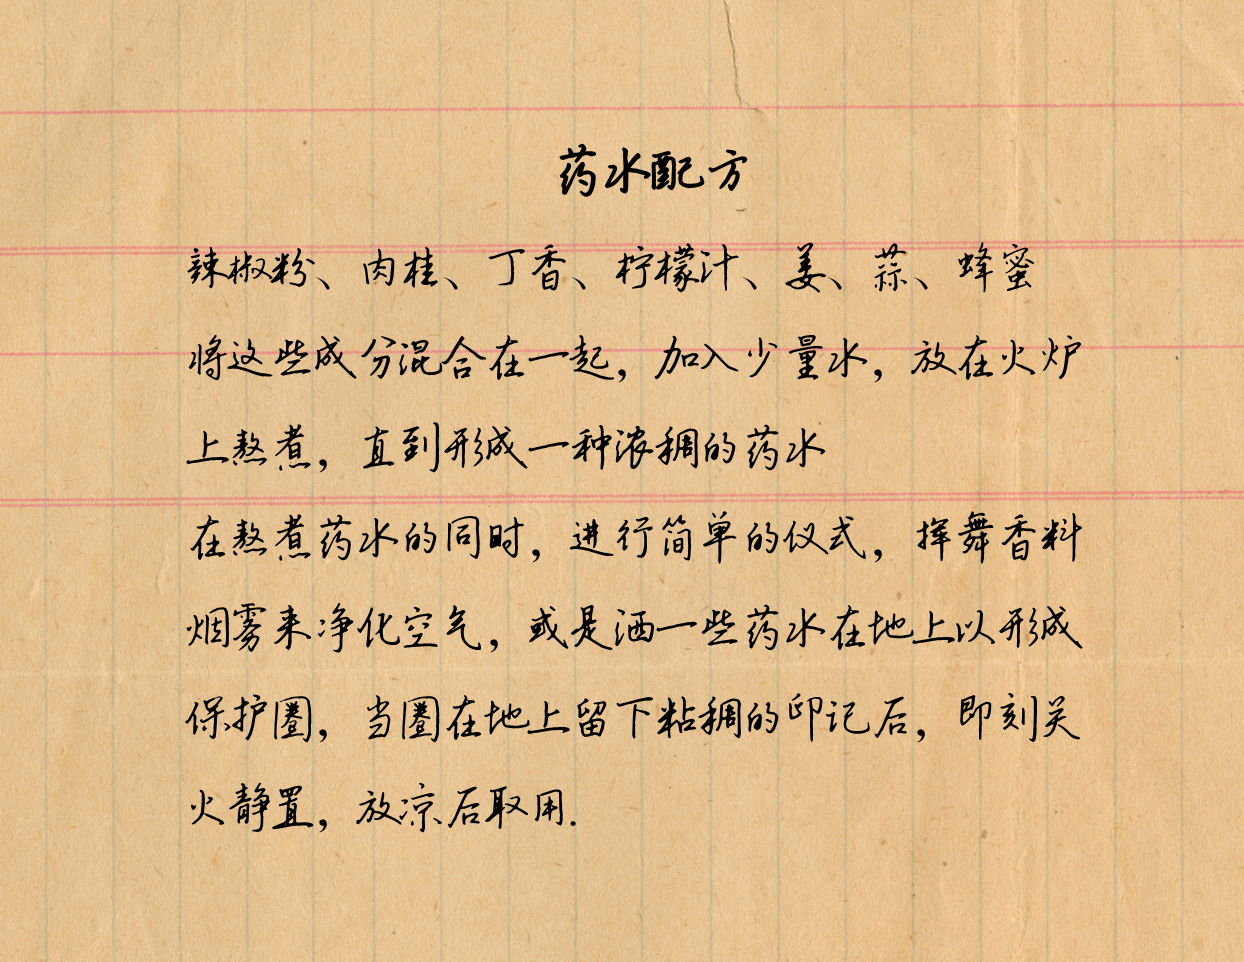 药水配方
辣椒粉、肉桂、丁香、柠檬汁、姜、蒜、蜂蜜
将这些成分混合在一起，加入少量水，放在火炉
上熬煮，直到形成一种浓稠的药水
在熬煮药水的同时，进行简单的仪式，挥舞香料
烟雾来净化空气，或是洒一些药水在地上以形成
保护圈，当圈在地上留下粘稠的印记后，即刻关
火静置，放凉后取用.